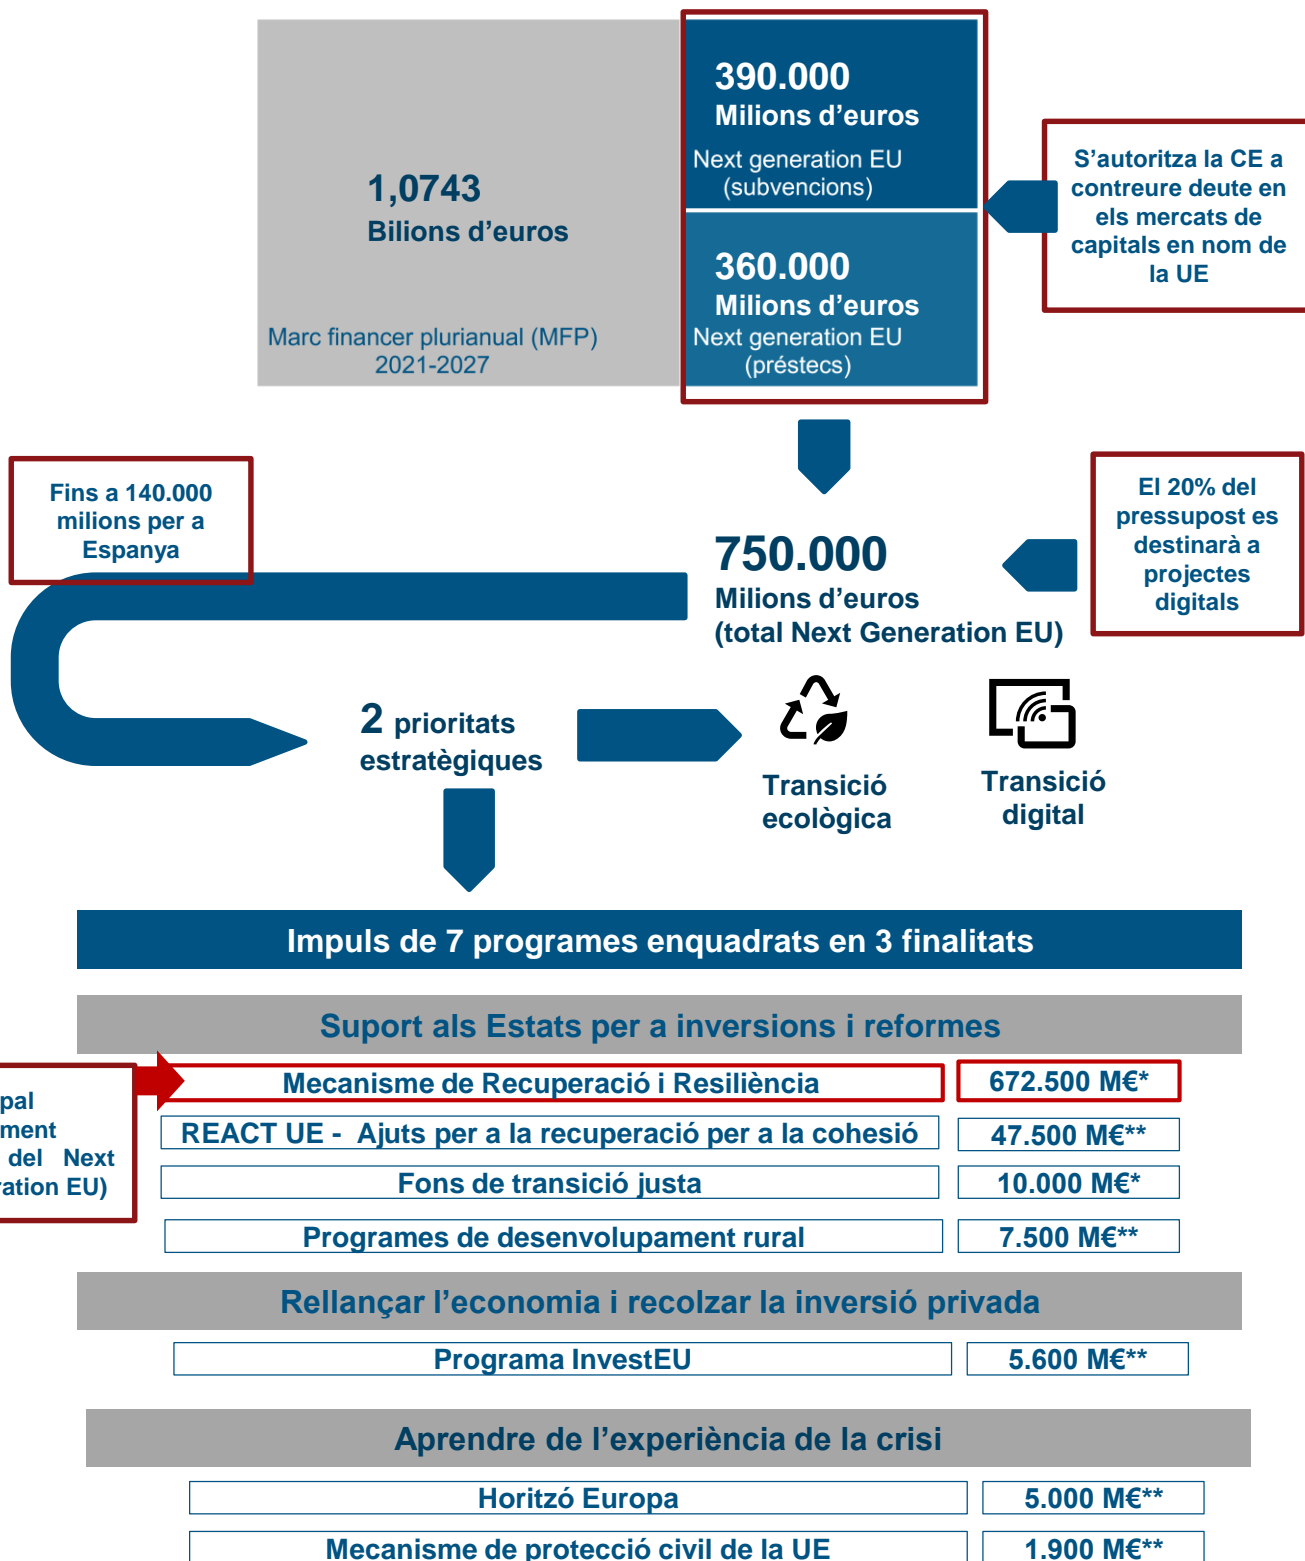 390.000
Milions d'euros
Next generation EU
(subvencions)
1,0743
Bilions d'euros
Marc financer plurianual (MFP)
2021-2027
360.000
Milions d'euros
Next generation EU
(préstecs)
S'autoritza la CE a
contreure deute en
els mercats de
capitals en nom de
la UE
Fins a 140.000
milions per a
Espanya
750.000
Milions d'euros
(total Next Generation EU)
El 20% del
pressupost es
destinarà a
projectes
digitals
2 prioritats
estratègiques
Transició
ecològica
Transició
digital
Impuls de 7 programes enquadrats en 3 finalitats
Suport als Estats per a inversions i reformes
Mecanisme de Recuperació i Resiliència 672.500 M€*
del Next
EU)
REACT UE - Ajuts per a la recuperació per a la cohesió 47.500 M€**
Fons de transició justa 10.000 M€*
Programes de desenvolupament rural 7.500 M€**
Rellançar l'economia i recolzar la inversió privada
Programa InvestEU 5.600 M€**
Aprendre de l'experiència de la crisi
Horitzó Europa 5.000 M€**
Mecanisme de protecció civil de la UE 1.900 M€**